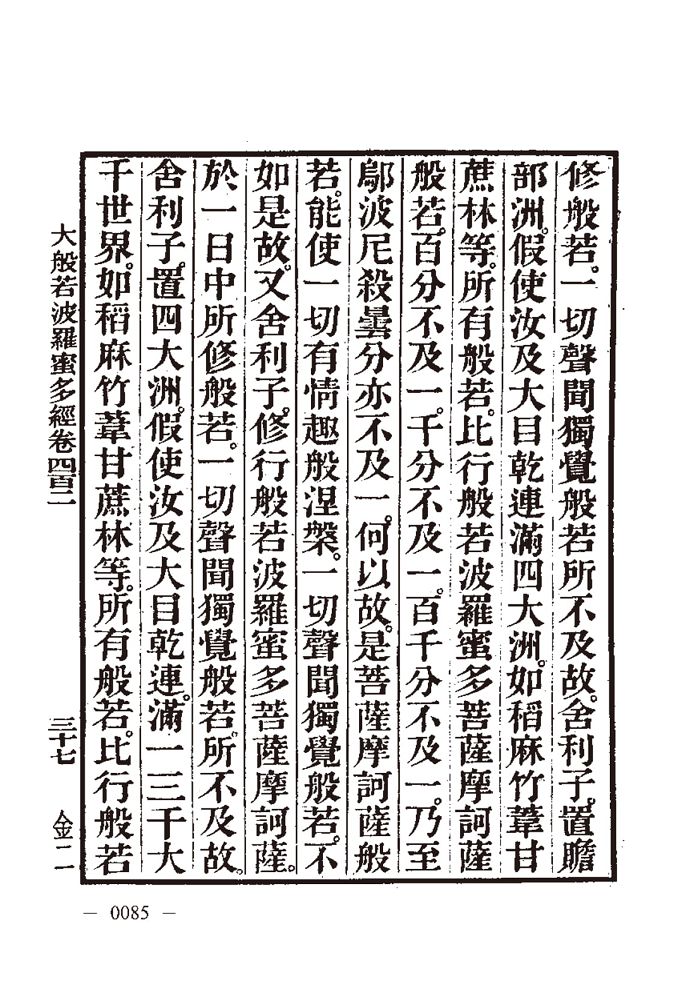 修般若。一切聲聞獨覺般若所不及故。舍利子。置贍
部洲。假使汝及大目乾連滿四大洲。如稻麻竹葦甘
蔗林等。所有般若。比行般若波羅蜜多菩薩摩訶薩
般若。百分不及一。千分不及一。百千分不及一。乃至
鄔波尼殺曇分亦不及一。何以故。是菩薩摩訶薩般
若。能使一切有情趣般涅槃。一切聲聞獨覺般若。不
如是故。又舍利子。修行般若波羅蜜多菩薩摩訶薩。
於一日中所修般若。一切聲聞獨覺般若所不及故。
舍利子。置四大洲。假使汝及大目乾連。滿一三千大
千世界。如稻麻竹葦甘蔗林等。所有般若。比行般若
大般若波羅蜜多經卷四百二 三十七 金二
— 0085 —